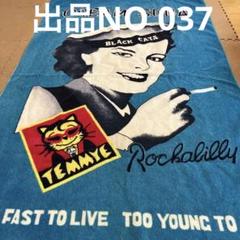 出品NO 037
BLACK CATS
TEMMYE
Rockabilly
FAST TO LIVE TOO YOUNG TO